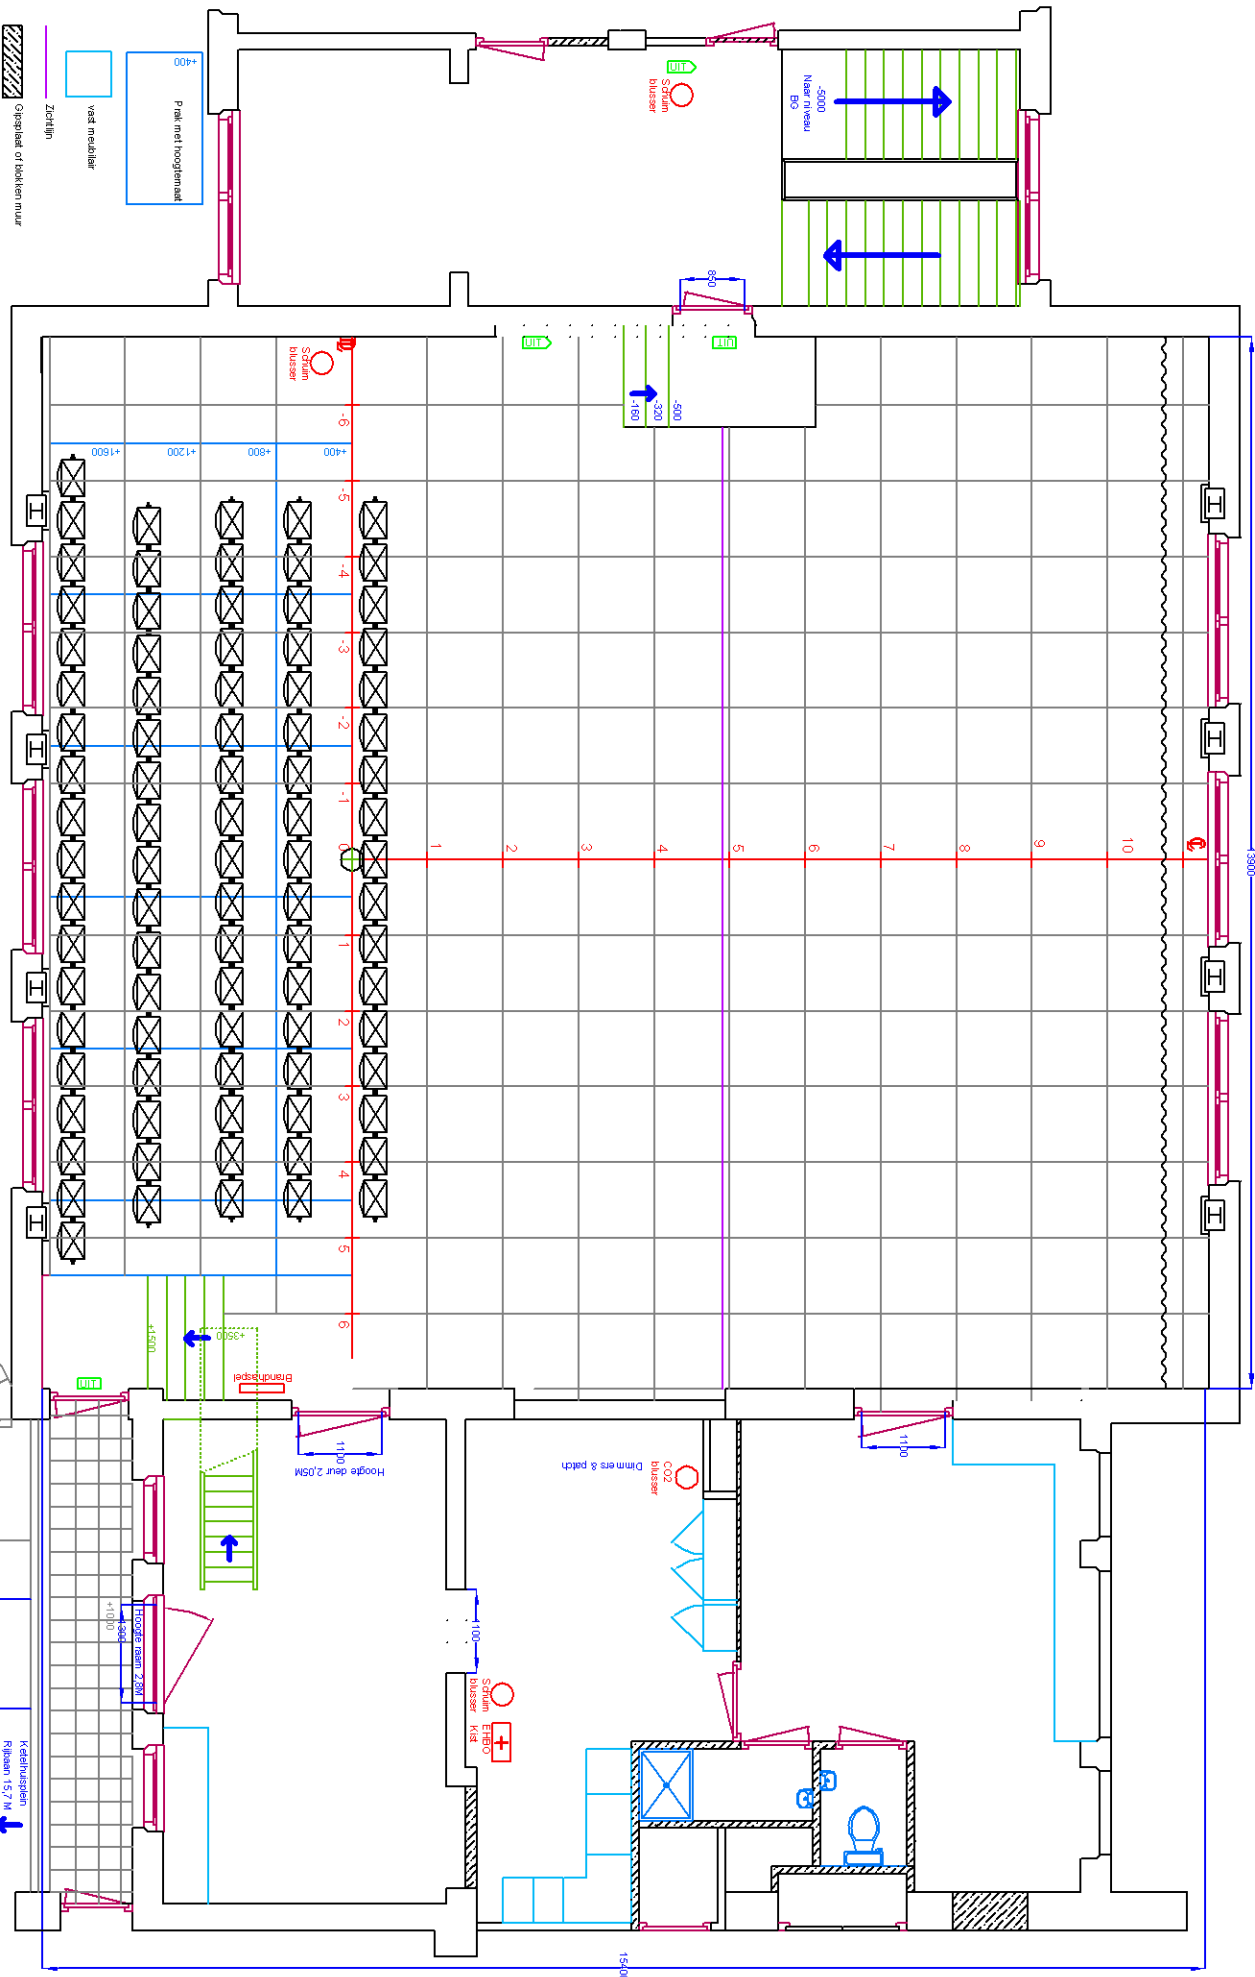 UIT
Schuim
blusser
-5000
Naar niveau
BG
+400
Prak met hoogtemaat
vast meubilair
Zichtlijn
Gipsplaat of blokken muur
850
UIT
UIT
Schuim
blusser
-160
-320
-500
+1600
+1200
+800
+400
-6
-5
-4
-3
-2
-1
0
1
2
3
4
5
6
1
2
3
4
5
6
7
8
9
10
H
H
H
H
H
H
H
H
13900
+1500
+3500
UIT
Brandhaspel
1100
Hoogte deur 2,05M
1100
Dimmers & patch
CO2
blusser
1100
Schuim
blusser
EHBO
Kist
Hoogte raam 2,8M
1300
+1000
Ketelhuisplein
Rijbaan 15,7 M
15400